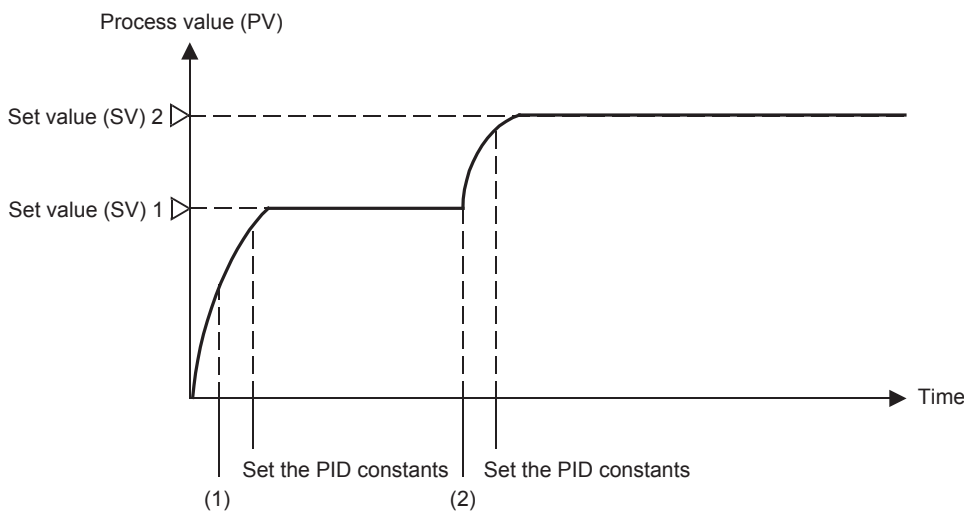 Process value (PV)
Set value (SV) 2
Set value (SV) 1
Time
Set the PID constants
Set the PID constants
(1)
(2)